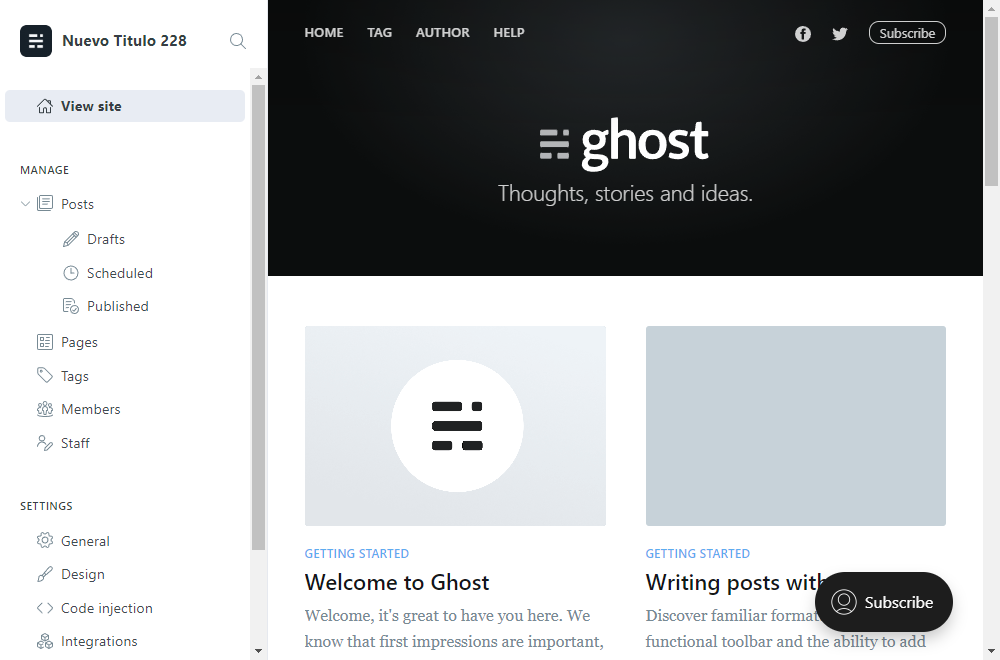 Nuevo Titulo 228
View site
MANAGE
Posts
Drafts
Scheduled
Published
Pages
Tags
Members
Staff
SETTINGS
General
Design
Code injection
Integrations
HOME TAG AUTHOR HELP Subscribe
ghost
Thoughts, stories and ideas.
GETTING STARTED
Welcome to Ghost
Welcome, it's great to have you here. We
know that first impressions are important,
GETTING STARTED
Writing posts with
Discover familiar
functional toolbar and the ability to add
Subscribe